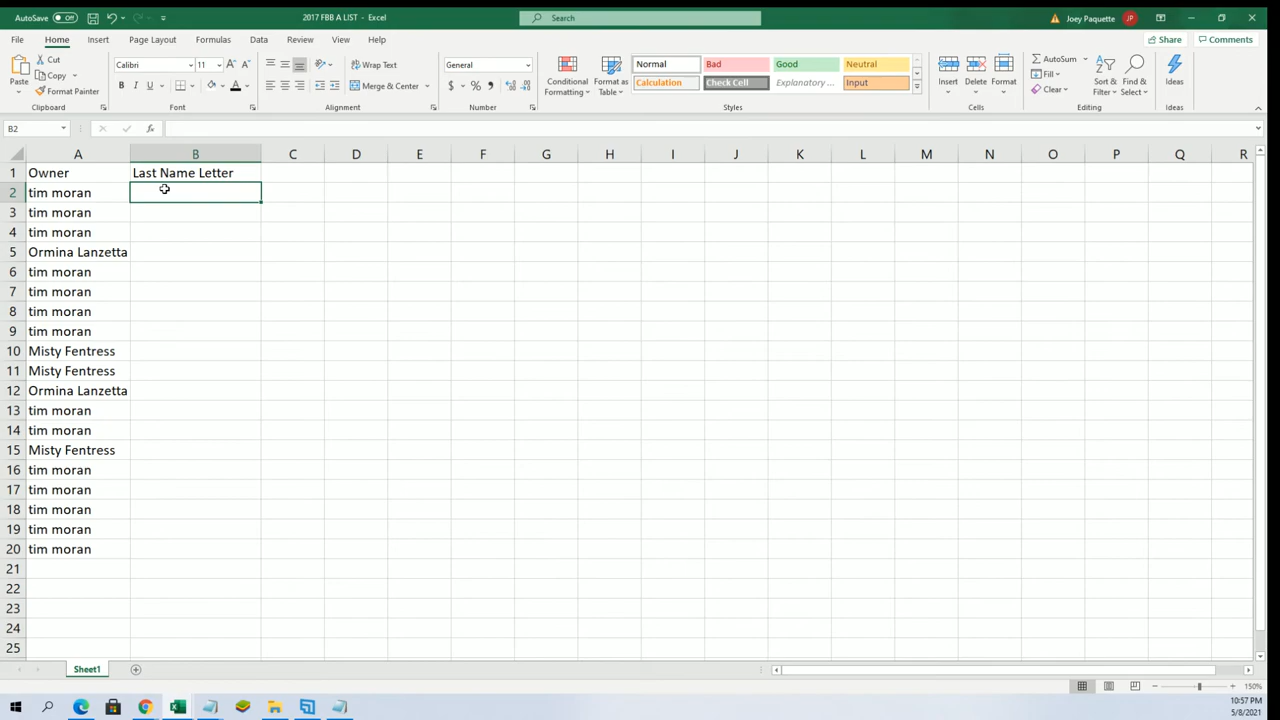 AutoSave Off 2017 FBB A LIST - Excel Search Joey Paquette JP
File Home Insert Page Layout Formulas Data Review View Help Share Comments
Paste Cut Copy Format Painter Clipboard
Calibri 11 A A B I U A Font
Wrap Text Merge & Center Alignment
General $ % , Number
Conditional Formatting Format as Table
Normal Bad Good Neutral
Calculation Check Cell Explanatory ... Input
Styles
Insert Delete Format Cells
AutoSum Fill Clear Sort & Filter Find & Select Editing
Ideas Ideas
B2 fx
A B C D E F G H I J K L M N O P Q R
1 Owner Last Name Letter
2 tim moran
3 tim moran
4 tim moran
5 Ormina Lanzetta
6 tim moran
7 tim moran
8 tim moran
9 tim moran
10 Misty Fentress
11 Misty Fentress
12 Ormina Lanzetta
13 tim moran
14 tim moran
15 Misty Fentress
16 tim moran
17 tim moran
18 tim moran
19 tim moran
20 tim moran
21
22
23
24
25
Sheet1
150%
10:57 PM
5/8/2021